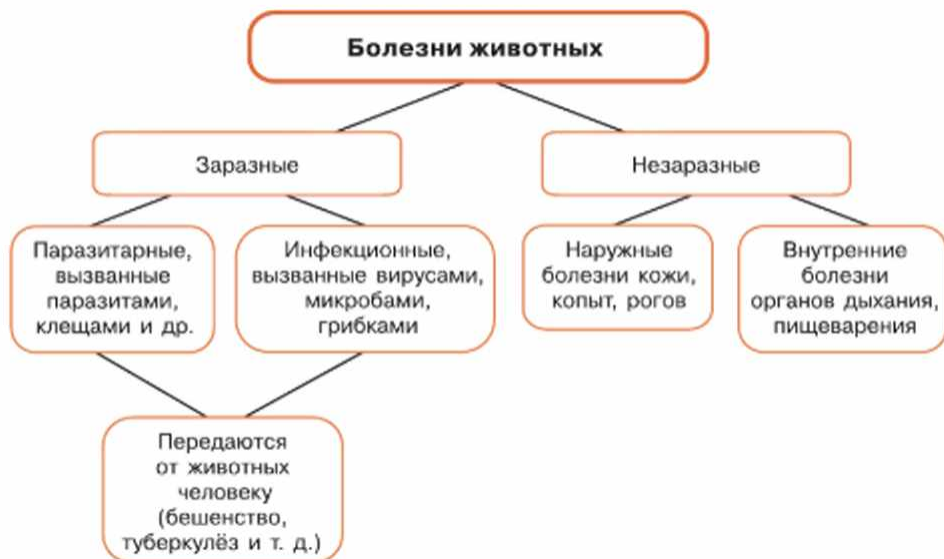 Болезни животных
Заразные
Незаразные
Паразитарные,
вызванные
паразитами,
клещами и др.
Инфекционные,
вызванные вирусами,
микробами,
грибками
Наружные
болезни кожи,
копыт, рогов
Внутренние
болезни
органов дыхания,
пищеварения
Передаются
от животных
человеку
(бешенство,
туберкулёз и т. д.)